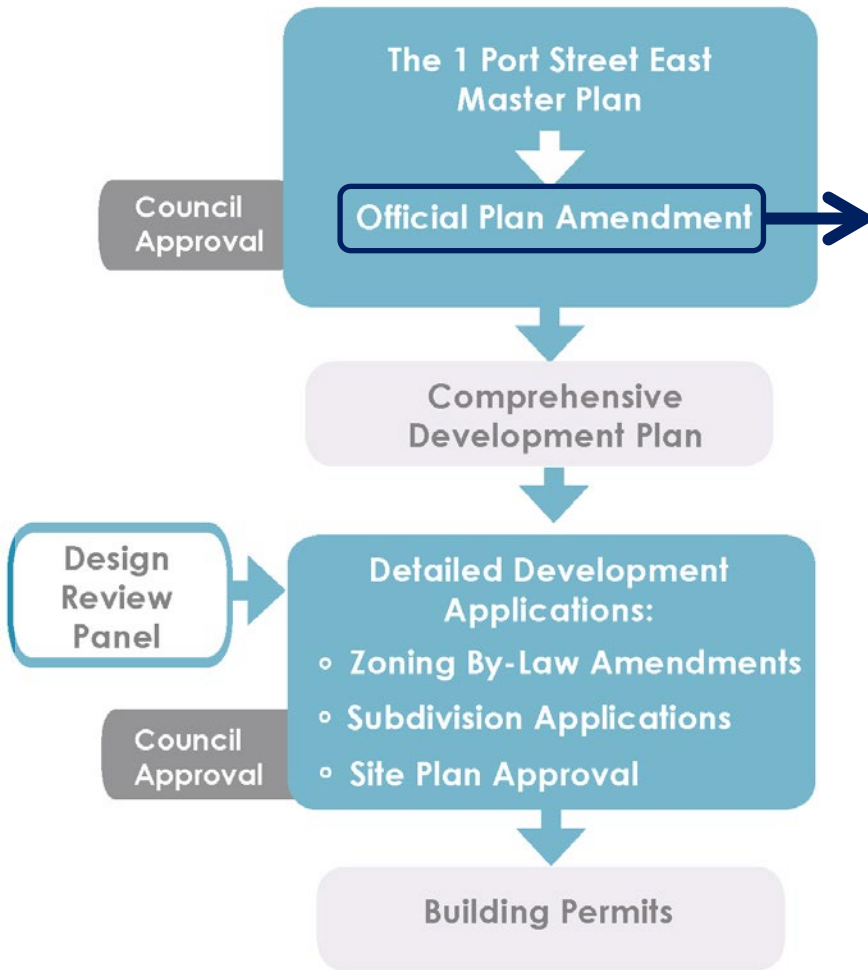 The 1 Port Street East
Master Plan
Council
Approval
Official Plan Amendment
Comprehensive
Development Plan
Design
Review
Panel
Detailed Development
Applications:
Zoning By-Law Amendments
Subdivision Applications
Site Plan Approval
Council
Approval
Building Permits